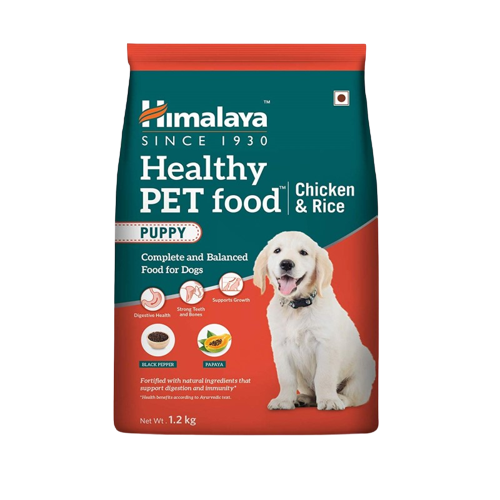 Himalaya™
SINCE 1930
Healthy
PET food™
Chicken
& Rice
PUPPY
Complete and Balanced
Food for Dogs
Digestive Health
Strong Teeth
and Bones
Supports Growth
BLACK PEPPER
PAPAYA
Fortified with natural ingredients that
support digestion and immunity*
*Health benefits according to Ayurvedic text.
Net Wt. 1.2 kg